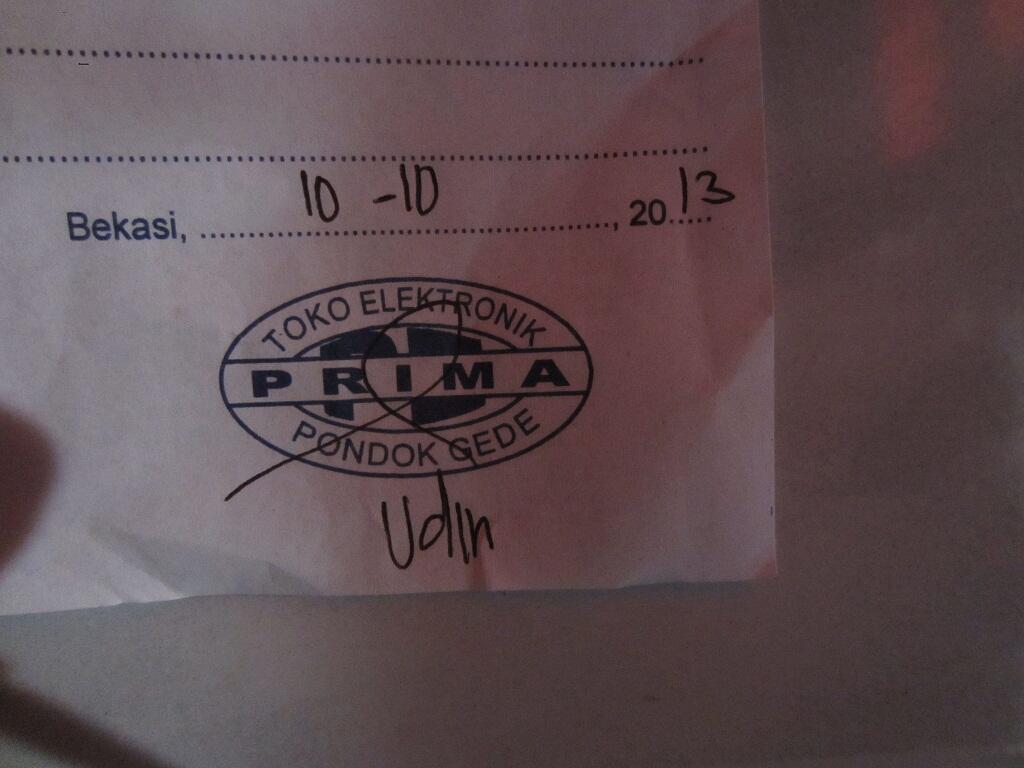 Bekasi, 10 - 10, 2013
TOKO ELEKTRONIK
PRIMA
PONDOK GEDE
Udin